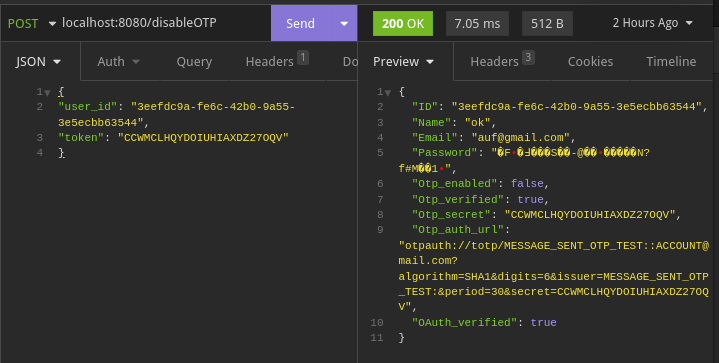 POST localhost:8080/disableOTP Send 200 OK 7.05 ms 512 B 2 Hours Ago
JSON Auth Query Headers 1 Do Preview Headers 3 Cookies Timeline
1 {
2 "user_id": "3eefdc9a-fe6c-42b0-9a55-
3e5ecbb63544",
3 "token": "CCWMCLHQYDOIUHIAXDZ27OQV"
4 }
1 {
2 "ID": "3eefdc9a-fe6c-42b0-9a55-3e5ecbb63544",
3 "Name": "ok",
4 "Email": "auf@gmail.com",
5 "Password": "�F•�Ⅎ���S��-@��•�����N?
f#M��1•",
6 "Otp_enabled": false,
7 "Otp_verified": true,
8 "Otp_secret": "CCWMCLHQYDOIUHIAXDZ27OQV",
9 "Otp_auth_url":
"otpauth://totp/MESSAGE_SENT_OTP_TEST::ACCOUNT@
mail.com?
algorithm=SHA1&digits=6&issuer=MESSAGE_SENT_OTP
_TEST:&period=30&secret=CCWMCLHQYDOIUHIAXDZ27OQ
V",
10 "OAuth_verified": true
11 }